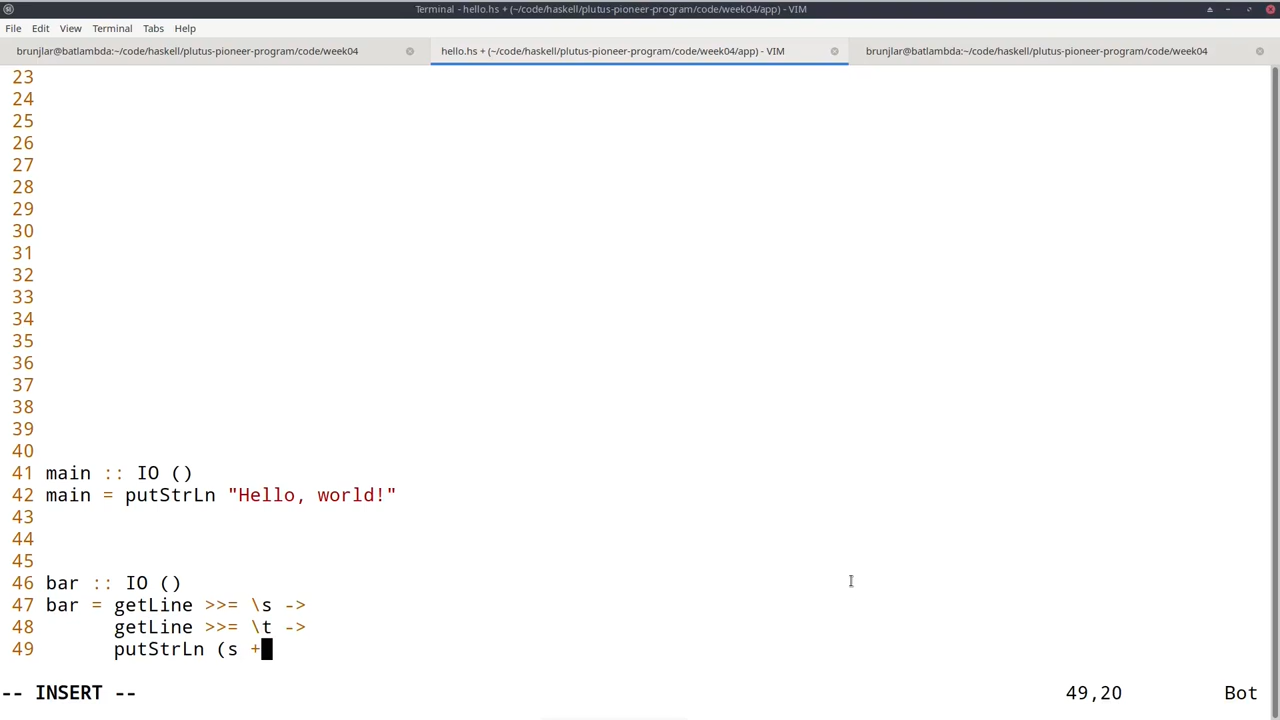 Terminal - hello.hs + (~/code/haskell/plutus-pioneer-program/code/week04/app) - VIM
File Edit View Terminal Tabs Help
brunjlar@batlambda:~/code/haskell/plutus-pioneer-program/code/week04 hello.hs + (~/code/haskell/plutus-pioneer-program/code/week04/app) - VIM brunjlar@batlambda:~/code/haskell/plutus-pioneer-program/code/week04
23
24
25
26
27
28
29
30
31
32
33
34
35
36
37
38
39
40
41 main :: IO ()
42 main = putStrLn "Hello, world!"
43
44
45
46 bar :: IO ()
47 bar = getLine >>= \s ->
48       getLine >>= \t ->
49       putStrLn (s +
-- INSERT -- 49,20 Bot